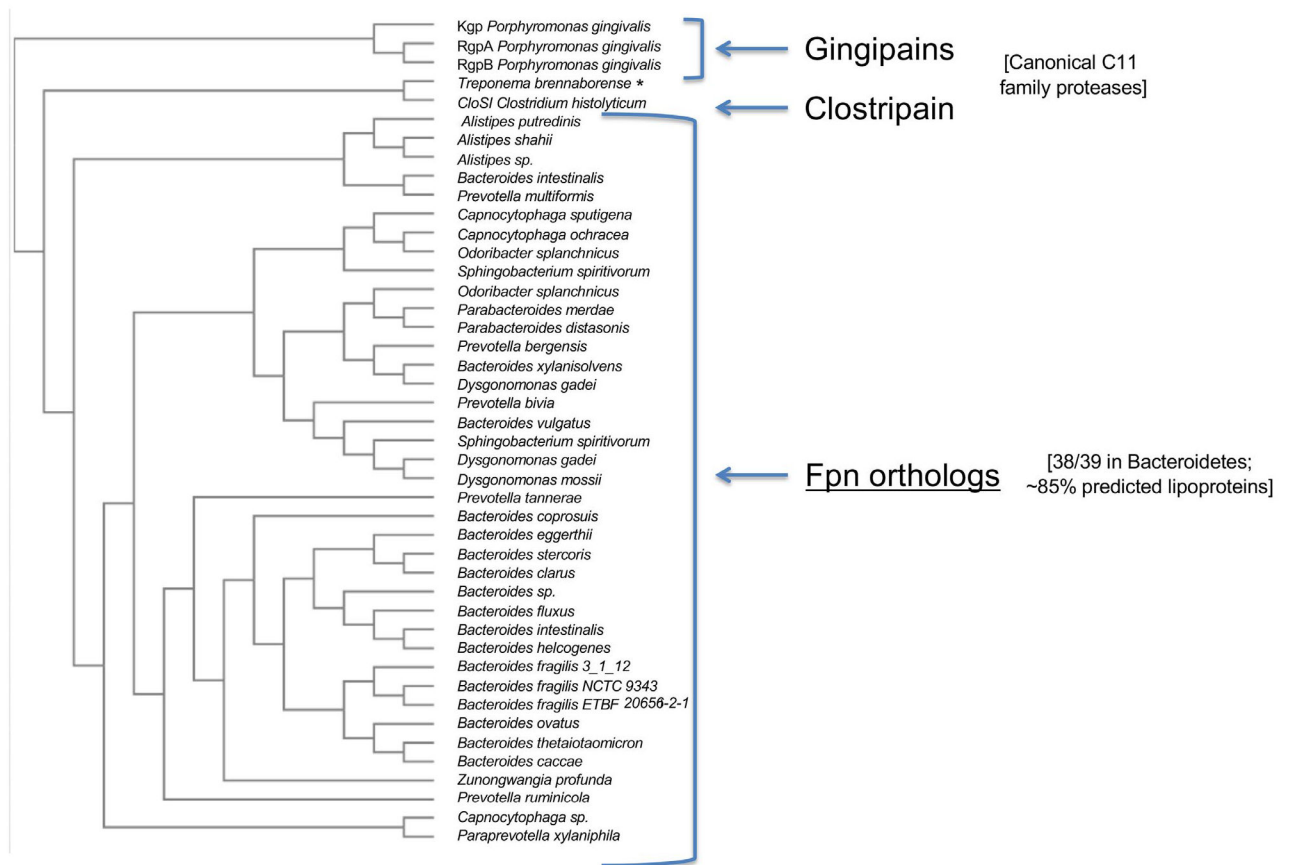 Kgp Porphyromonas gingivalis
RgpA Porphyromonas gingivalis
RgpB Porphyromonas gingivalis
Treponema brennaborense *
CloSI Clostridium histolyticum
Alistipes putredinis
Alistipes shahii
Alistipes sp.
Bacteroides intestinalis
Prevotella multiformis
Capnocytophaga sputigena
Capnocytophaga ochracea
Odoribacter splanchnicus
Sphingobacterium spiritivorum
Odoribacter splanchnicus
Parabacteroides merdae
Parabacteroides distasonis
Prevotella bergensis
Bacteroides xylanisolvens
Dysgonomonas gadei
Prevotella bivia
Bacteroides vulgatus
Sphingobacterium spiritivorum
Dysgonomonas gadei
Dysgonomonas mossii
Prevotella tannerae
Bacteroides coprosuis
Bacteroides eggerthii
Bacteroides stercoris
Bacteroides clarus
Bacteroides sp.
Bacteroides fluxus
Bacteroides intestinalis
Bacteroides helcogenes
Bacteroides fragilis 3_1_12
Bacteroides fragilis NCTC 9343
Bacteroides fragilis ETBF 20656-2-1
Bacteroides ovatus
Bacteroides thetaiotaomicron
Bacteroides caccae
Zunongwangia profunda
Prevotella ruminicola
Capnocytophaga sp.
Paraprevotella xylaniphila
Gingipains
Clostripain
[Canonical C11
family proteases]
Fpn orthologs
[38/39 in Bacteroidetes;
~85% predicted lipoproteins]